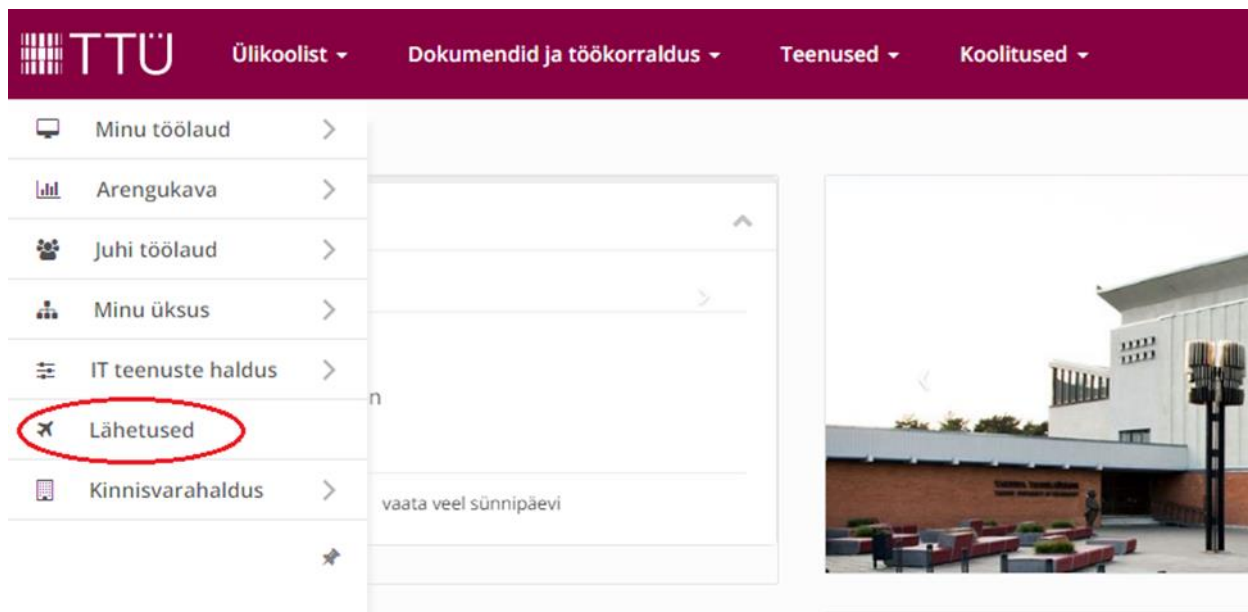 TTÜ Ülikoolist Dokumendid ja töökorraldus Teenused Koolitused
Minu töölaud
Arengukava
Juhi töölaud
Minu üksus
IT teenuste haldus
n
Lähetused
Kinnisvarahaldus
vaata veel sünnipäevi